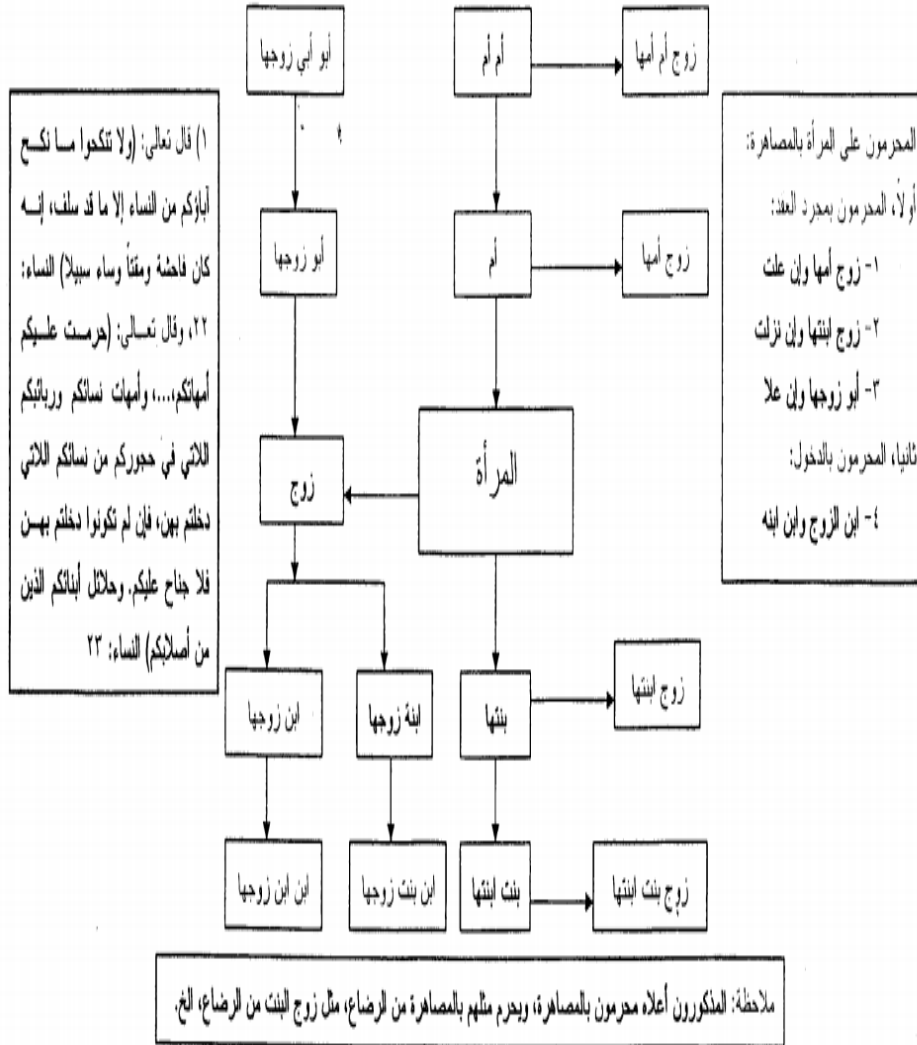 أبو أبي زوجها
أم أم
زوج أم أمها
المحرمون على المرأة بالمصاهرة:
أولاً، المحرمون بمجرد العقد:
١- زوج أمها وإن علت
٢- زوج ابنتها وإن نزلت
٣- أبو زوجها وإن علا
ثانيا، المحرمون بالدخول:
٤- ابن الزوج وابن ابنه
١) قال تعالى: (ولا تنكحوا ما نكح
آباؤكم من النساء إلا ما قد سلف، إنه
كان فاحشة ومقتاً وساء سبيلا) النساء:
٢٢، وقال تعالى: (حرمت عليكم
أمهاتكم،...، وأمهات نسائكم وربائبكم
اللاتي في حجوركم من نسائكم اللاتي
دخلتم بهن، فإن لم تكونوا دخلتم بهن
فلا جناح عليكم. وحلائل أبنائكم الذين
من أصلابكم) النساء: ٢٣
أبو زوجها
أم
زوج أمها
زوج
المرأة
ابن زوجها
ابنة زوجها
بنتها
زوج ابنتها
ابن ابن زوجها
ابن بنت زوجها
بنت ابنتها
زوج بنت ابنتها
ملاحظة: المذكورون أعلاه محرمون بالمصاهرة، ويحرم مثلهم بالمصاهرة من الرضاع، مثل زوج البنت من الرضاع، الخ.